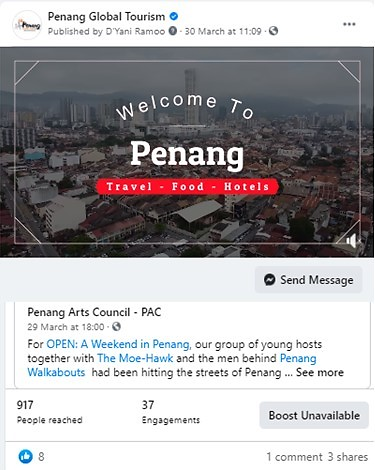 Penang Global Tourism
Published by D'Yani Ramoo · 30 March at 11:09 ·
Welcome To
Penang
Travel - Food - Hotels
Send Message
Penang Arts Council - PAC
29 March at 18:00 ·
For OPEN: A Weekend in Penang, our group of young hosts
together with The Moe-Hawk and the men behind Penang
Walkabouts had been hitting the streets of Penang ... See more
917
People reached
37
Engagements
Boost Unavailable
8
1 comment 3 shares